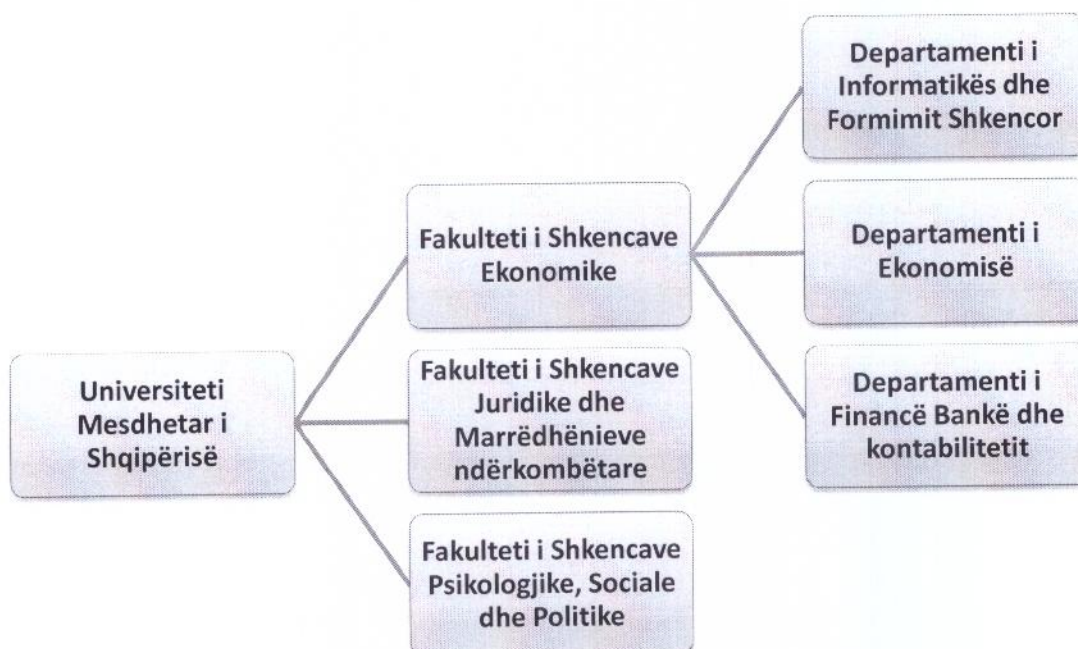 Universiteti
Mesdhetar i
Shqipërisë
Fakulteti i Shkencave
Ekonomike
Fakulteti i Shkencave
Juridike dhe
Marrëdhënieve
ndërkombëtare
Fakulteti i Shkencave
Psikologjike, Sociale
dhe Politike
Departamenti i
Informatikës dhe
Formimit Shkencor
Departamenti i
Ekonomisë
Departamenti i
Financë Bankë dhe
kontabilitetit